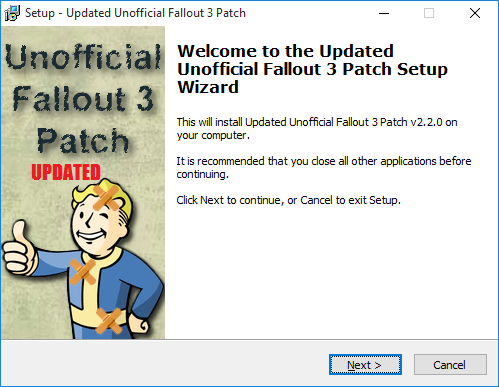 Setup - Updated Unofficial Fallout 3 Patch
Unofficial
Fallout 3
Patch
UPDATED
Welcome to the Updated
Unofficial Fallout 3 Patch Setup
Wizard
This will install Updated Unofficial Fallout 3 Patch v2.2.0 on
your computer.
It is recommended that you close all other applications before
continuing.
Click Next to continue, or Cancel to exit Setup.
Next >
Cancel